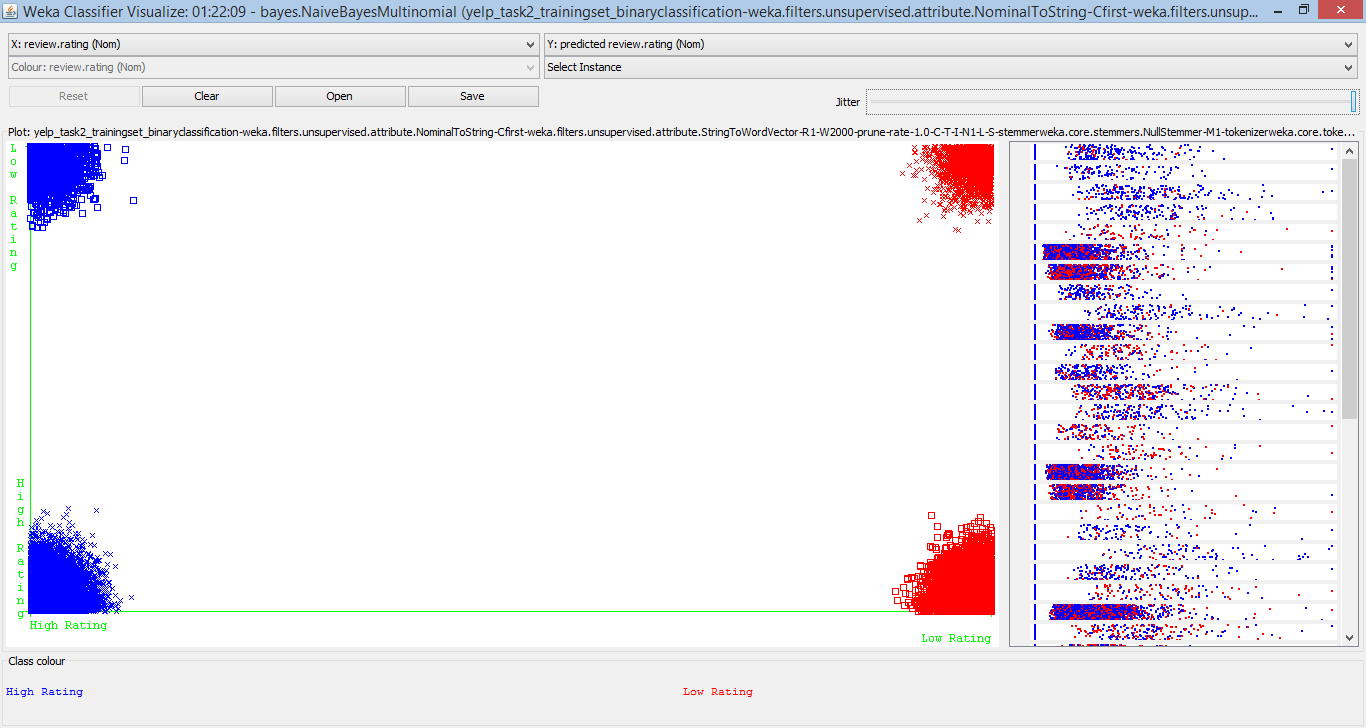 Weka Classifier Visualize: 01:22:09 - bayes.NaiveBayesMultinomial (yelp_task2_trainingset_binaryclassification-weka.filters.unsupervised.attribute.NominalToString-Cfirst-weka.filters.unsup...
X: review.rating (Nom)
Y: predicted review.rating (Nom)
Colour: review.rating (Nom)
Select Instance
Reset
Clear
Open
Save
Jitter
Plot: yelp_task2_trainingset_binaryclassification-weka.filters.unsupervised.attribute.NominalToString-Cfirst-weka.filters.unsupervised.attribute.StringToWordVector-R1-W2000-prune-rate-1.0-C-T-I-N1-L-S-stemmerweka.core.stemmers.NullStemmer-M1-tokenizerweka.core.toke...
Low Rating
High Rating
High Rating
Low Rating
Class colour
High Rating
Low Rating